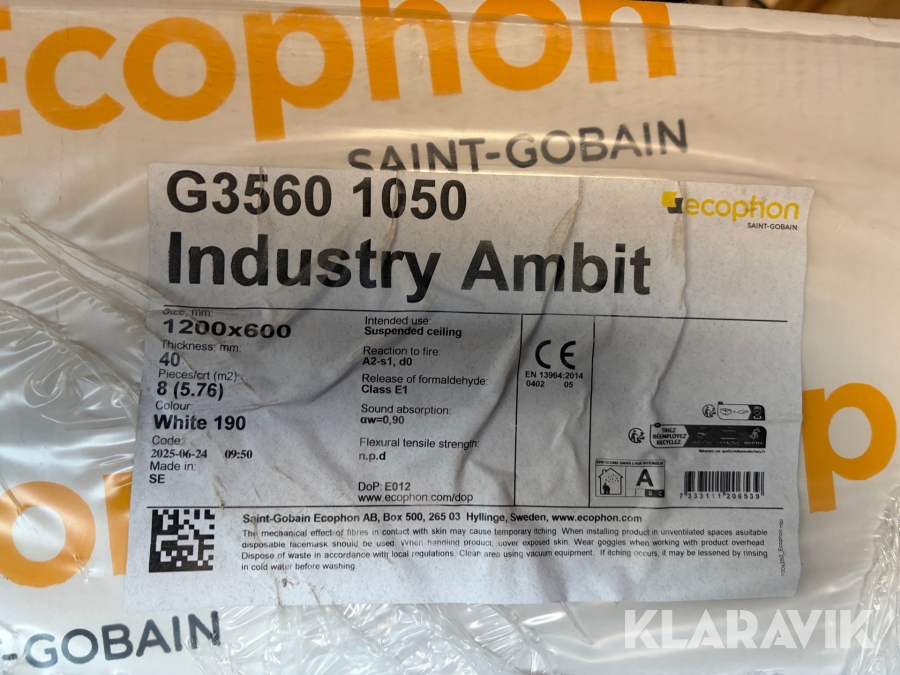 Ecophon
SAINT-GOBAIN
G3560 1050
Industry Ambit
ecophon
SAINT-GOBAIN
Size, mm:
1200x600
Thickness, mm:
40
Pieces/crt (m2):
8 (5.76)
Colour:
White 190
Code:
2025-06-24 09:50
Made in:
SE
Intended use:
Suspended ceiling
Reaction to fire:
A2-s1, d0
Release of formaldehyde:
Class E1
Sound absorption:
αw=0,90
Flexural tensile strength:
n.p.d
DoP: E012
www.ecophon.com/dop
CE
EN 13964:2014
0402 05
TRIEZ
RÉEMPLOYEZ
RECYCLEZ
A
7333111206539
Saint-Gobain Ecophon AB, Box 500, 265 03 Hyllinge, Sweden, www.ecophon.com
The mechanical effect of fibres in contact with skin may cause temporary itching. When installing product in unventilated spaces asuitable
disposable facemask should be used. When handling product, cover exposed skin. Wear goggles when working with product overhead.
Dispose of waste in accordance with local regulations. Clean area using vacuum equipment. If itching occurs, it may be lessened by rinsing
in cold water before washing.
-GOBAIN
KLARAVIK